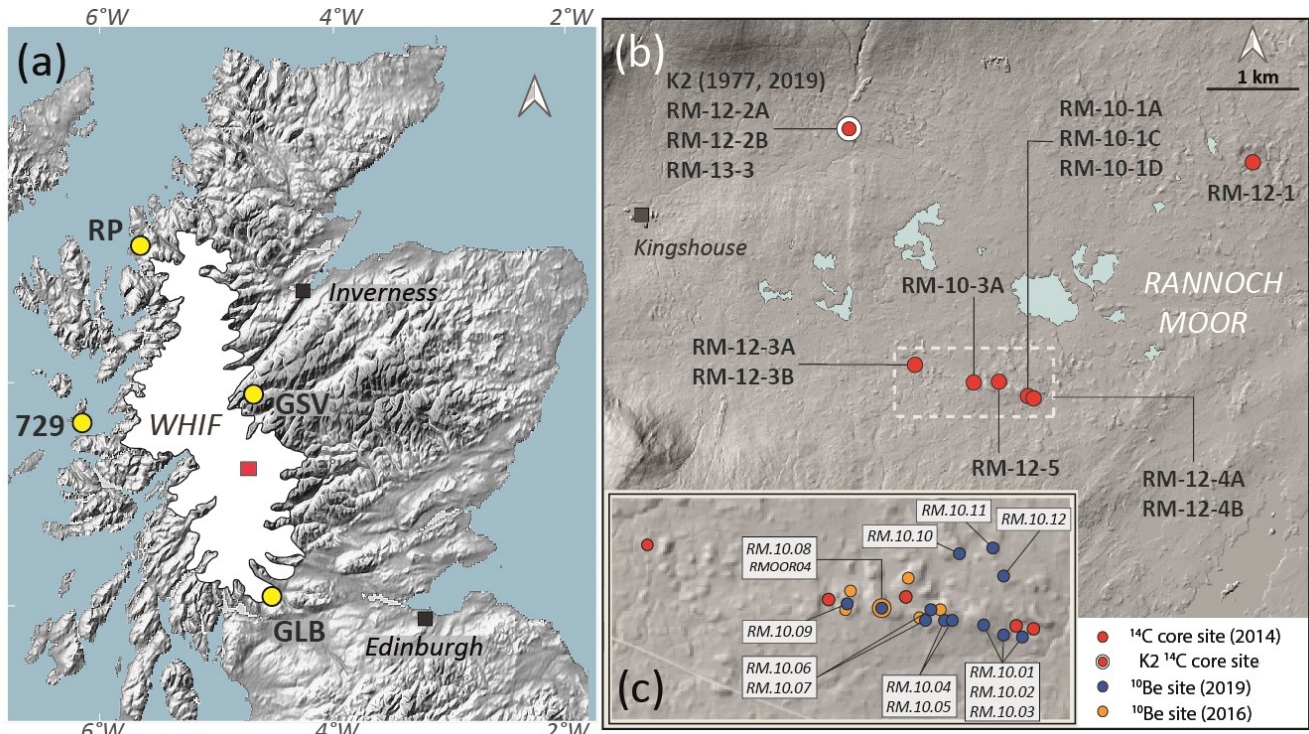 6°W
4°W
2°W
(a)
RP
Inverness
729
WHIF
GSV
GLB
Edinburgh
6°W
4°W
2°W
(b)
K2 (1977, 2019)
RM-12-2A
RM-12-2B
RM-13-3
Kingshouse
RM-10-1A
RM-10-1C
RM-10-1D
1 km
RM-12-1
RM-10-3A
RANNOCH
MOOR
RM-12-3A
RM-12-3B
RM-12-5
RM-12-4A
RM-12-4B
(c)
RM.10.11
RM.10.10
RM.10.12
RM.10.08
RMOOR04
RM.10.09
RM.10.06
RM.10.07
RM.10.04
RM.10.05
RM.10.01
RM.10.02
RM.10.03
¹⁴C core site (2014)
K2 ¹⁴C core site
¹⁰Be site (2019)
¹⁰Be site (2016)